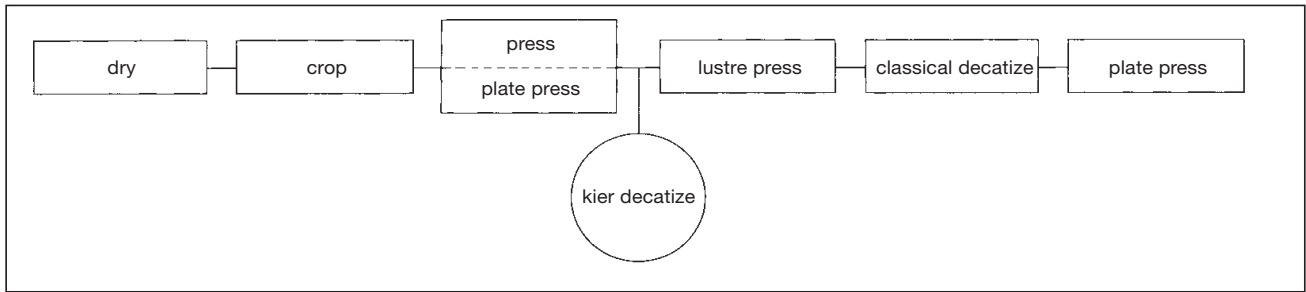 dry
crop
press
plate press
kier decatize
lustre press
classical decatize
plate press